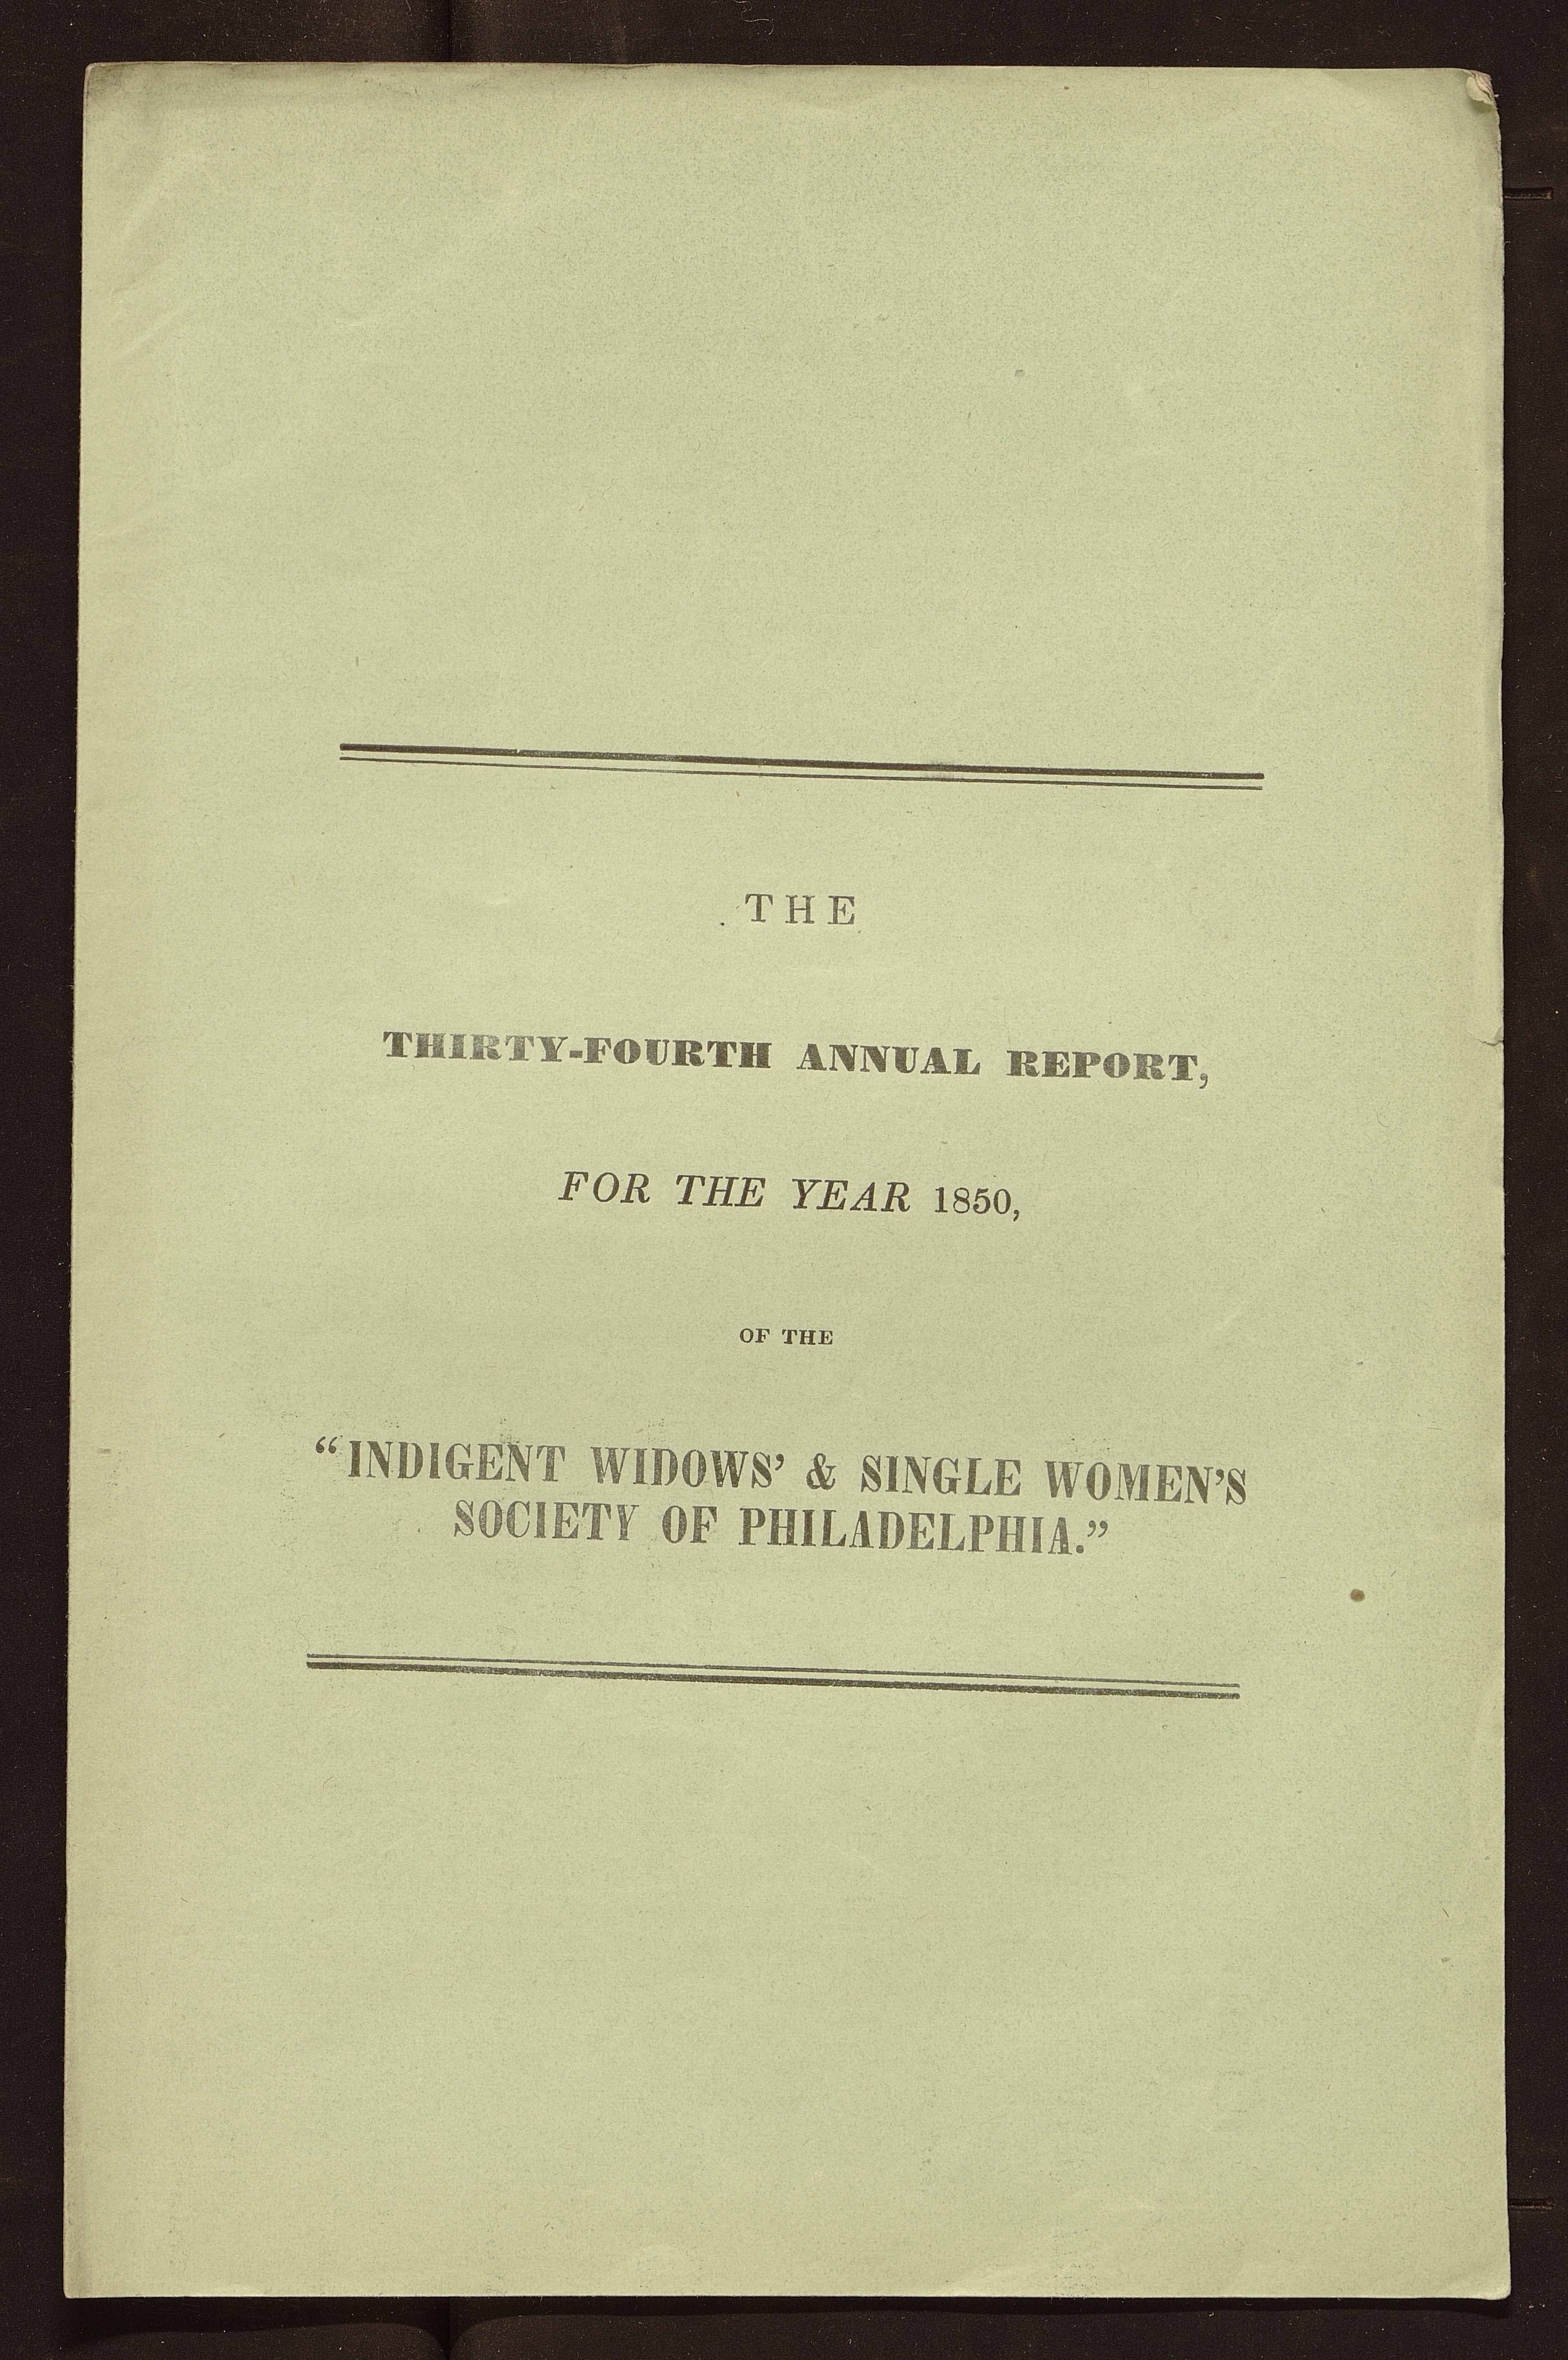 THE
THIRTY-FOURTH ANNUAL REPORT,
FOR THE YEAR 1850,
OF THE
“INDIGENT WIDOWS’ & SINGLE WOMEN’S
SOCIETY OF PHILADELPHIA.”